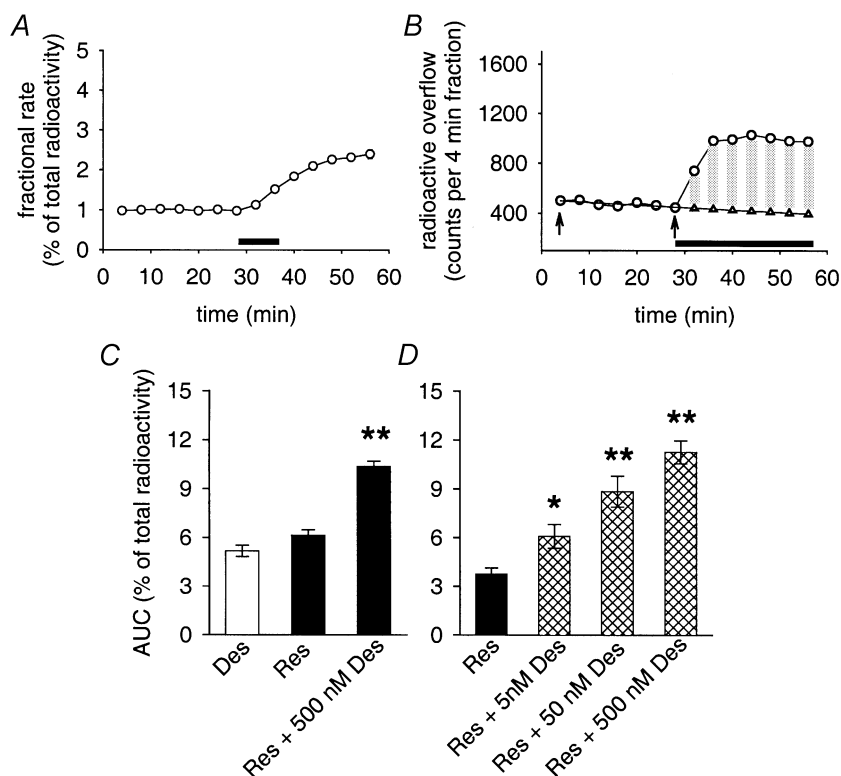 A
fractional rate
(% of total radioactivity)
5
4
3
2
1
0
0 10 20 30 40 50 60
time (min)
B
radioactive overflow
(counts per 4 min fraction)
1600
1200
800
400
0 10 20 30 40 50 60
time (min)
C
AUC (% of total radioactivity)
15
12
9
6
3
0
**
Des
Res
Res + 500 nM Des
D
15
12
9
6
3
0
*
**
**
Res
Res + 5nM Des
Res + 50 nM Des
Res + 500 nM Des